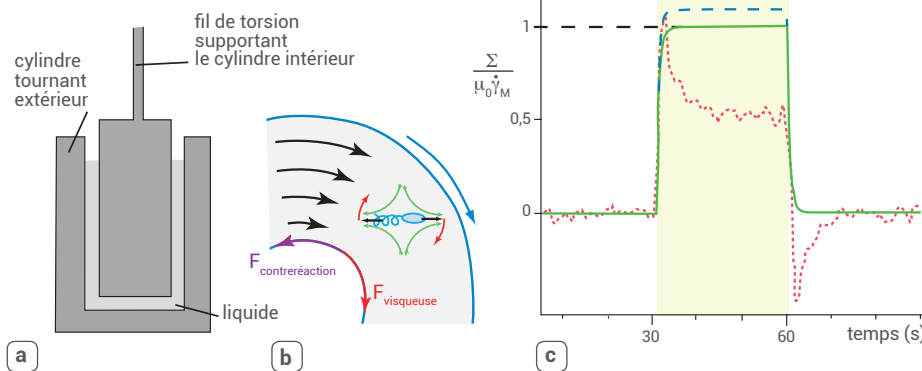 fil de torsion
supportant
le cylindre intérieur
cylindre
tournant
extérieur
liquide
a
F contreréaction
F visqueuse
b
Σ
μ₀γ̇M
1
0,5
0
30
60
temps (s)
c